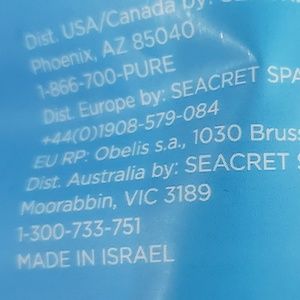 Dist. USA/Canada by:
Phoenix, AZ 85040
1-866-700-PURE
Dist. Europe by: SEACRET SPA
+44(0)1908-579-084
EU RP: Obelis s.a., 1030
Dist. Australia by: SEACRET
Moorabbin, VIC 3189
1-300-733-751
MADE IN ISRAEL